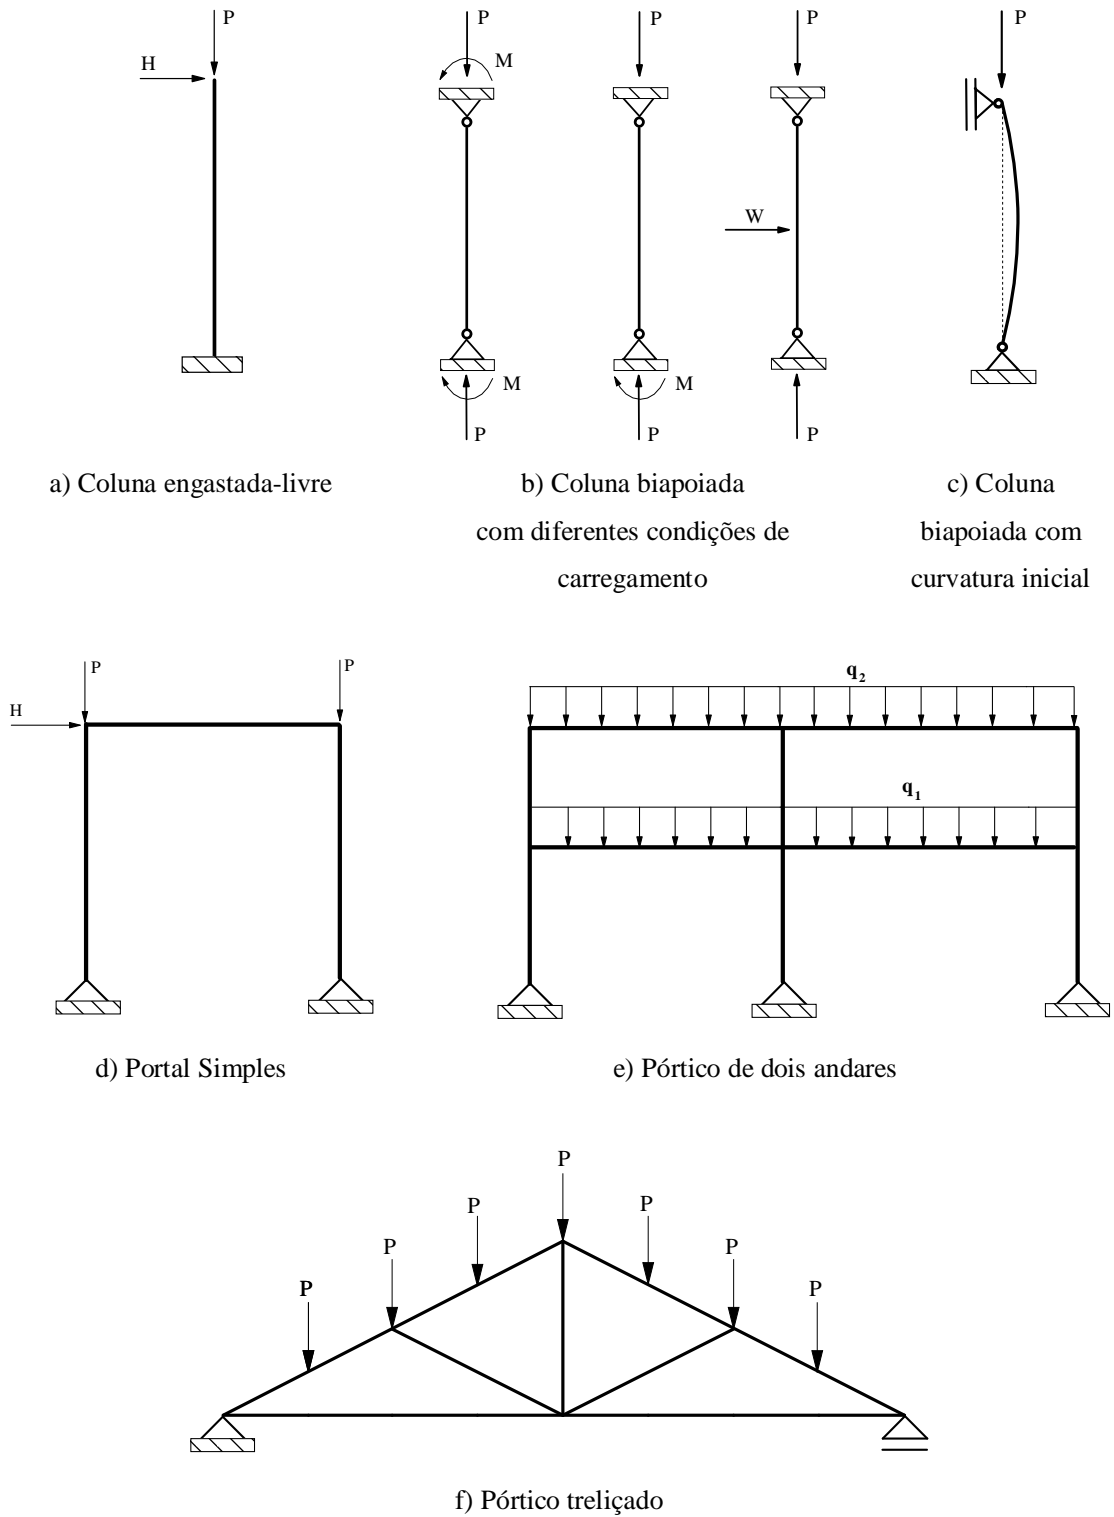 P
H
P
M
M
P
P
M
P
P
W
P
P
a) Coluna engastada-livre
b) Coluna biapoiada
com diferentes condições de
carregamento
c) Coluna
biapoiada com
curvatura inicial
P
P
H
q2
q1
d) Portal Simples
e) Pórtico de dois andares
P
P
P
P
P
P
P
f) Pórtico treliçado